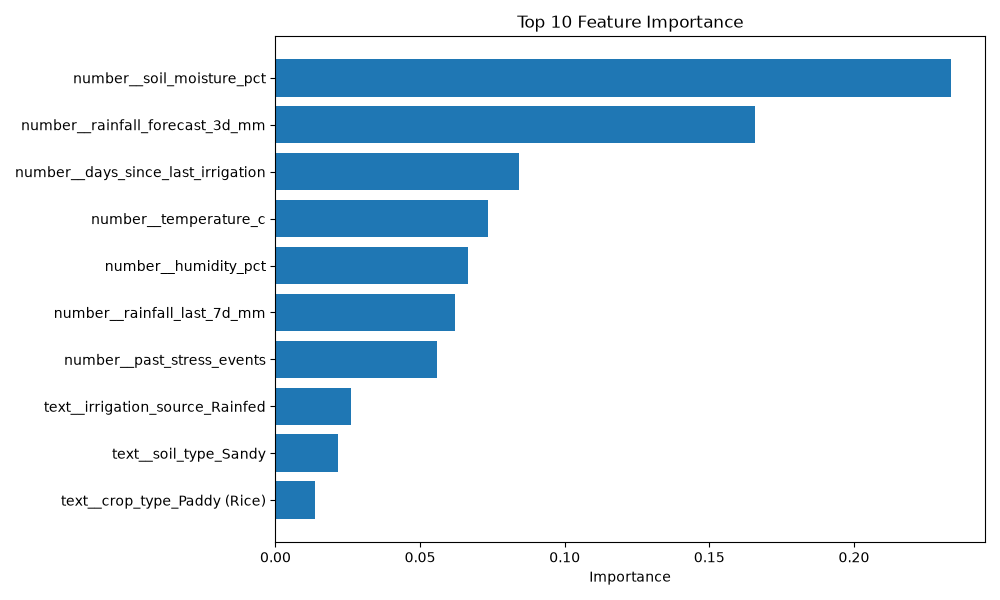 Top 10 Feature Importance
number__soil_moisture_pct
number__rainfall_forecast_3d_mm
number__days_since_last_irrigation
number__temperature_c
number__humidity_pct
number__rainfall_last_7d_mm
number__past_stress_events
text__irrigation_source_Rainfed
text__soil_type_Sandy
text__crop_type_Paddy (Rice)
0.00 0.05 0.10 0.15 0.20
Importance